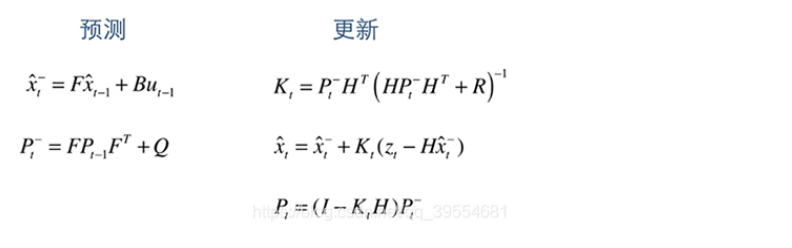 预测
x̂ₜ⁻ = Fx̂ₜ₋₁ + Buₜ₋₁
Pₜ⁻ = FPₜ₋₁Fᵀ + Q
更新
Kₜ = Pₜ⁻Hᵀ(HPₜ⁻Hᵀ + R)⁻¹
x̂ₜ = x̂ₜ⁻ + Kₜ(zₜ − Hx̂ₜ⁻)
Pₜ = (I − KₜH)Pₜ⁻